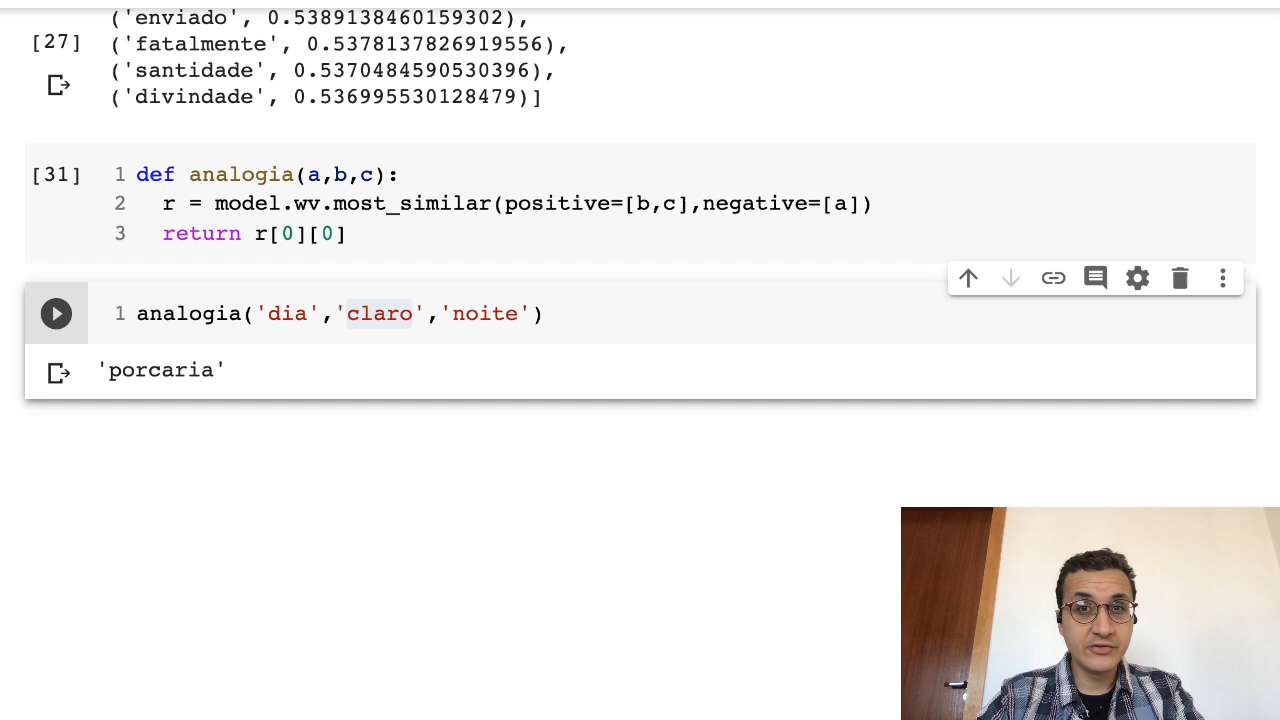 ('enviado', 0.5389138460159302),
[27] ('fatalmente', 0.5378137826919556),
('santidade', 0.5370484590530396),
('divindade', 0.536995530128479)]
[31] 1 def analogia(a,b,c):
2 r = model.wv.most_similar(positive=[b,c],negative=[a])
3 return r[0][0]
1 analogia('dia','claro','noite')
'porcaria'